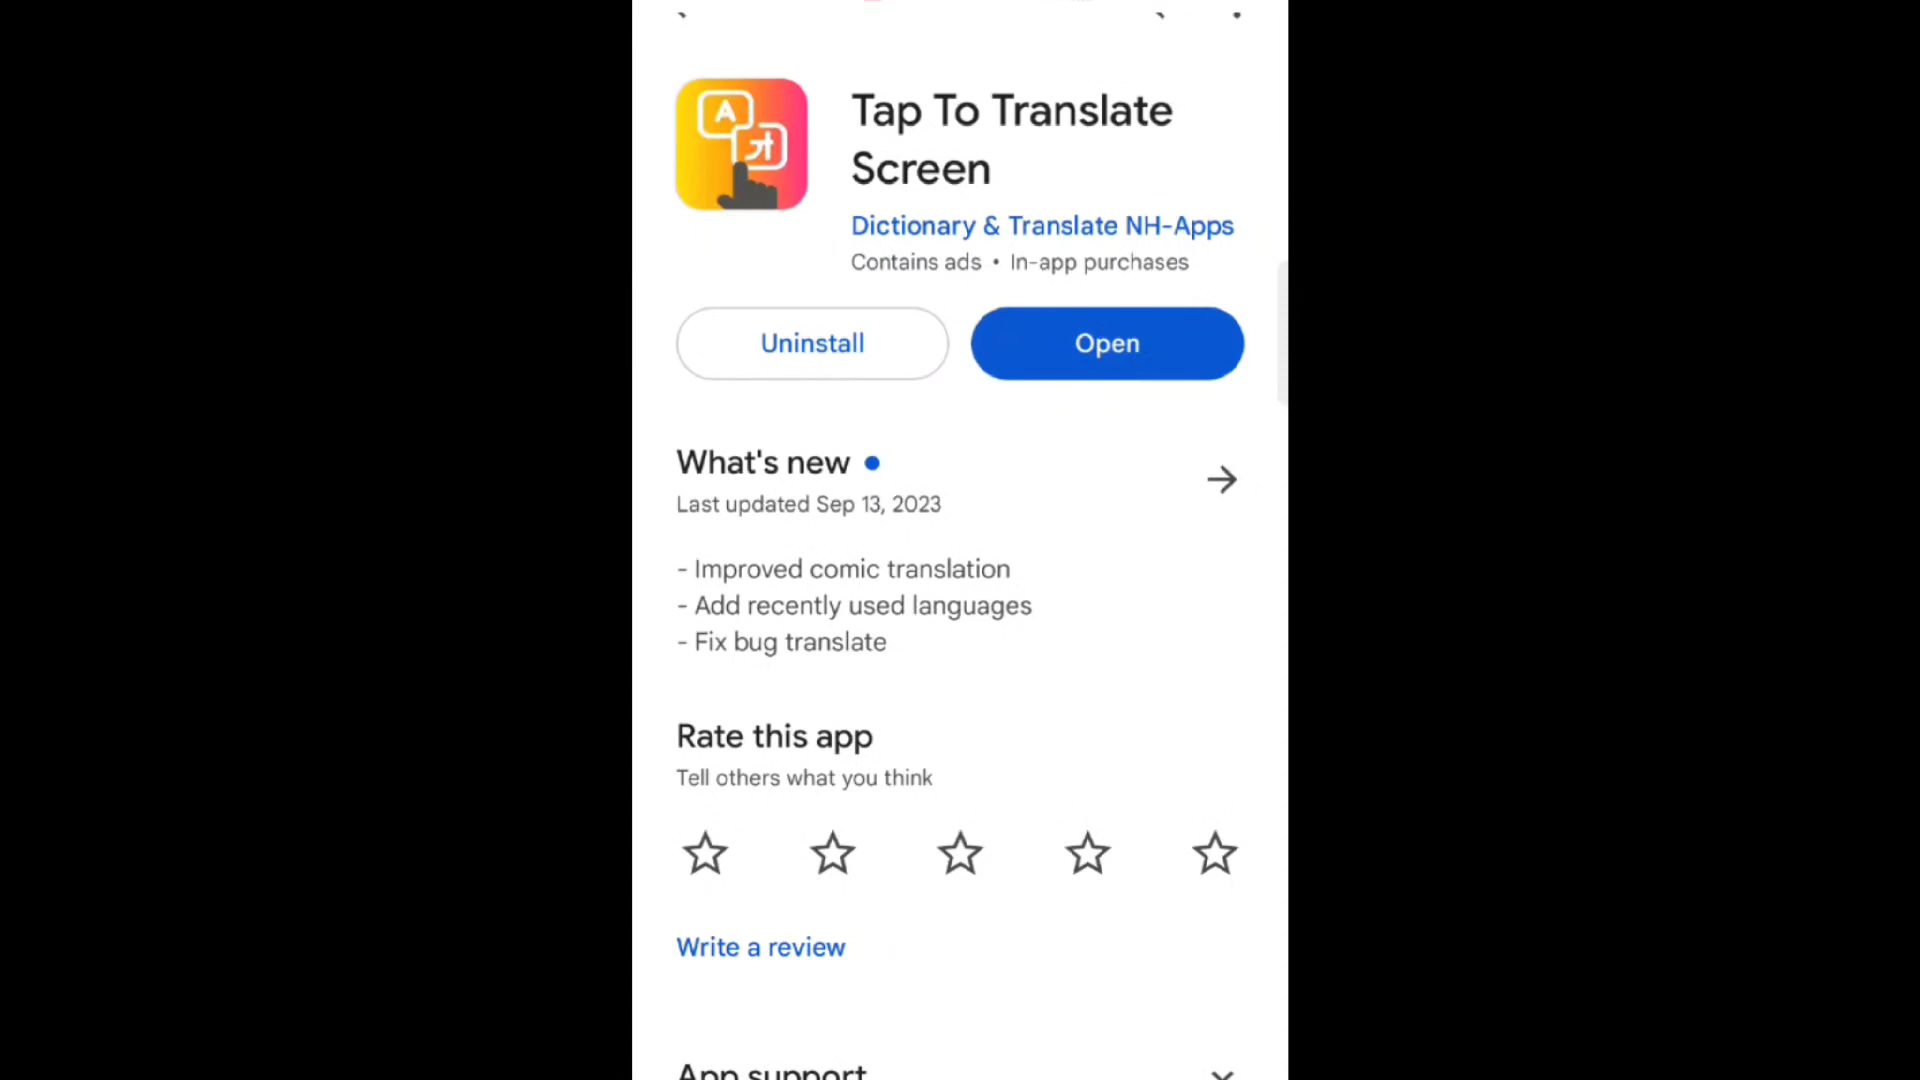 A
オ
Tap To Translate
Screen
Dictionary & Translate NH-Apps
Contains ads • In-app purchases
Uninstall
Open
What's new
Last updated Sep 13, 2023
- Improved comic translation
- Add recently used languages
- Fix bug translate
Rate this app
Tell others what you think
Write a review
App support